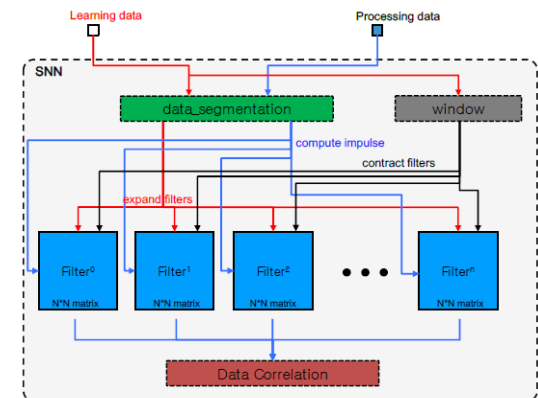 Learning data
Processing data
SNN
data_segmentation
window
compute impulse
contract filters
expand filters
Filter⁰
Filter¹
Filter²
Filterⁿ
N*N matrix
N*N matrix
N*N matrix
N*N matrix
Data Correlation